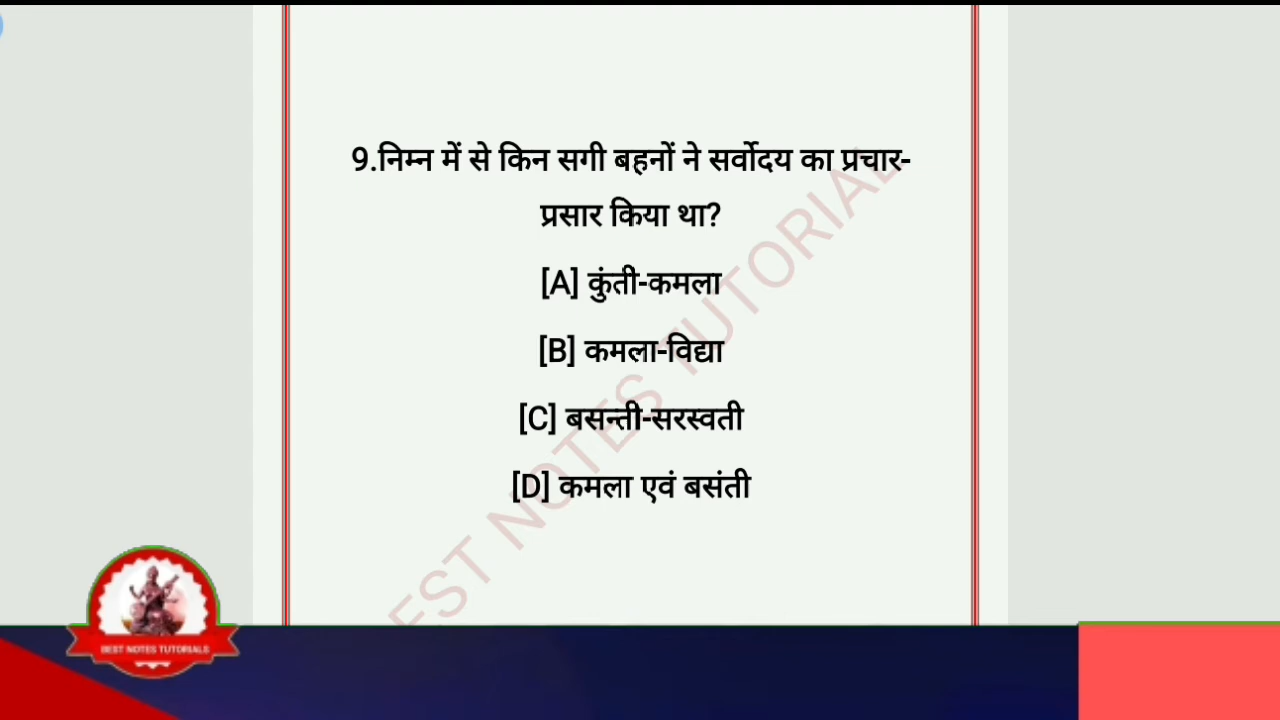 9.निम्न में से किन सगी बहनों ने सर्वोदय का प्रचार-
प्रसार किया था?
[A] कुंती-कमला
[B] कमला-विद्या
[C] बसन्ती-सरस्वती
[D] कमला एवं बसंती
EST NOTES TUTORIAL
BEST NOTES TUTORIALS